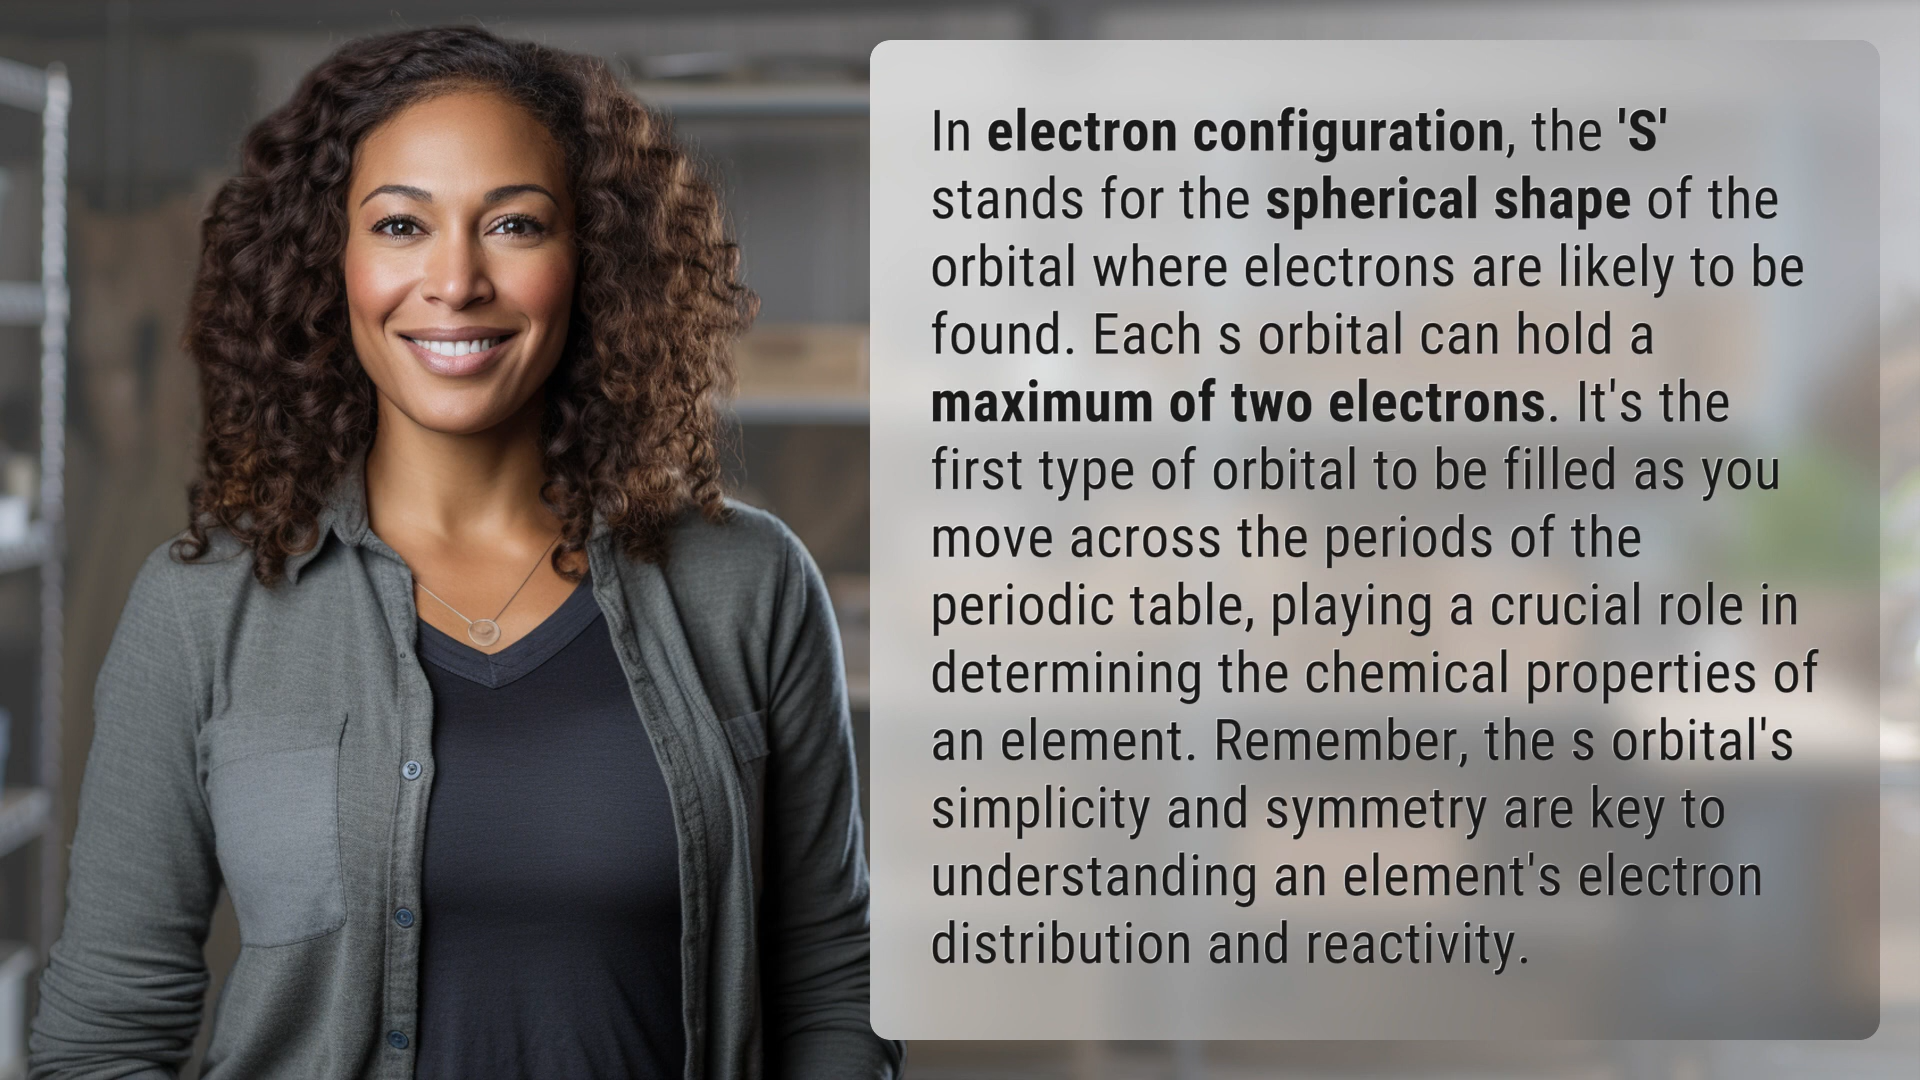 In electron configuration, the 'S'
stands for the spherical shape of the
orbital where electrons are likely to be
found. Each s orbital can hold a
maximum of two electrons. It's the
first type of orbital to be filled as you
move across the periods of the
periodic table, playing a crucial role in
determining the chemical properties of
an element. Remember, the s orbital's
simplicity and symmetry are key to
understanding an element's electron
distribution and reactivity.